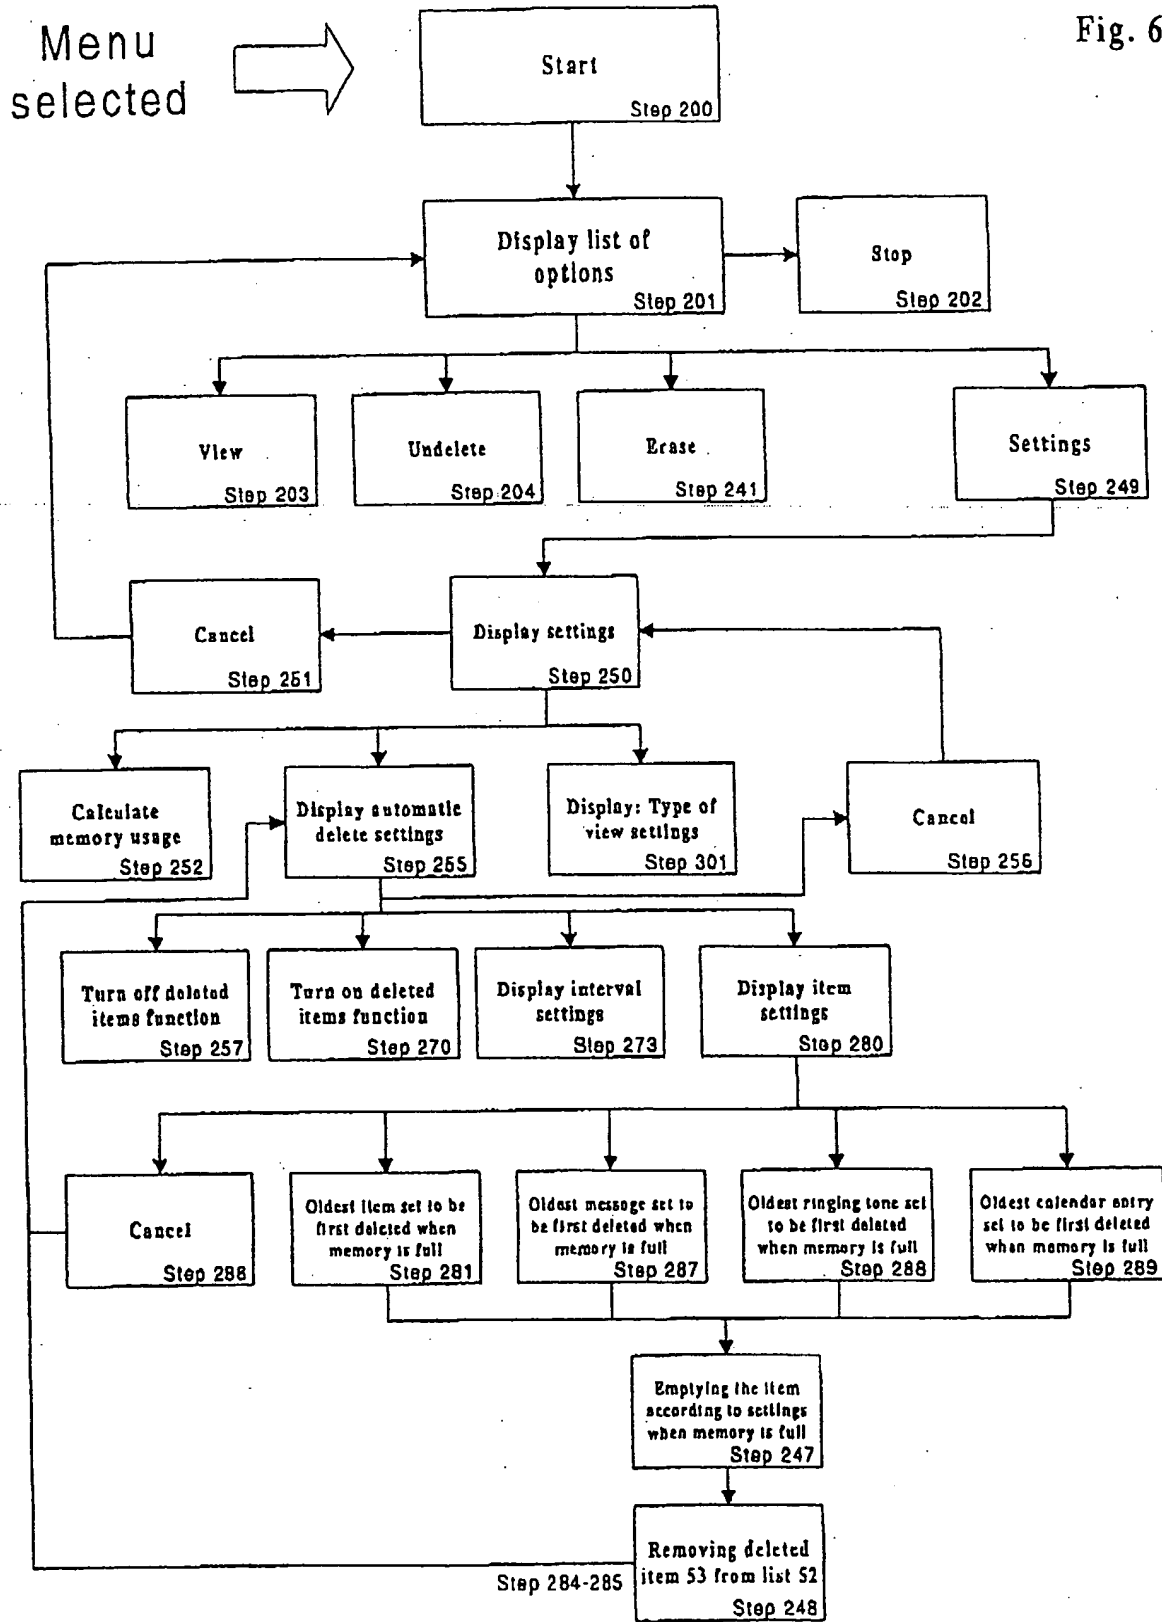 Fig. 6
Menu
selected
Start
Step 200
Display list of
options
Step 201
Stop
Step 202
View
Step 203
Undelete
Step 204
Erase
Step 241
Settings
Step 249
Cancel
Step 251
Display settings
Step 250
Calculate
memory usage
Step 252
Display automatic
delete settings
Step 255
Display: Type of
view settings
Step 301
Cancel
Step 256
Turn off deleted
items function
Step 257
Turn on deleted
items function
Step 270
Display interval
settings
Step 273
Display item
settings
Step 280
Cancel
Step 286
Oldest item set to be
first deleted when
memory is full
Step 281
Oldest message set to
be first deleted when
memory is full
Step 287
Oldest ringing tone set
to be first deleted
when memory is full
Step 288
Oldest calendar entry
set to be first deleted
when memory is full
Step 289
Emptying the item
according to settings
when memory is full
Step 247
Removing deleted
item 53 from list 52
Step 248
Step 284-285